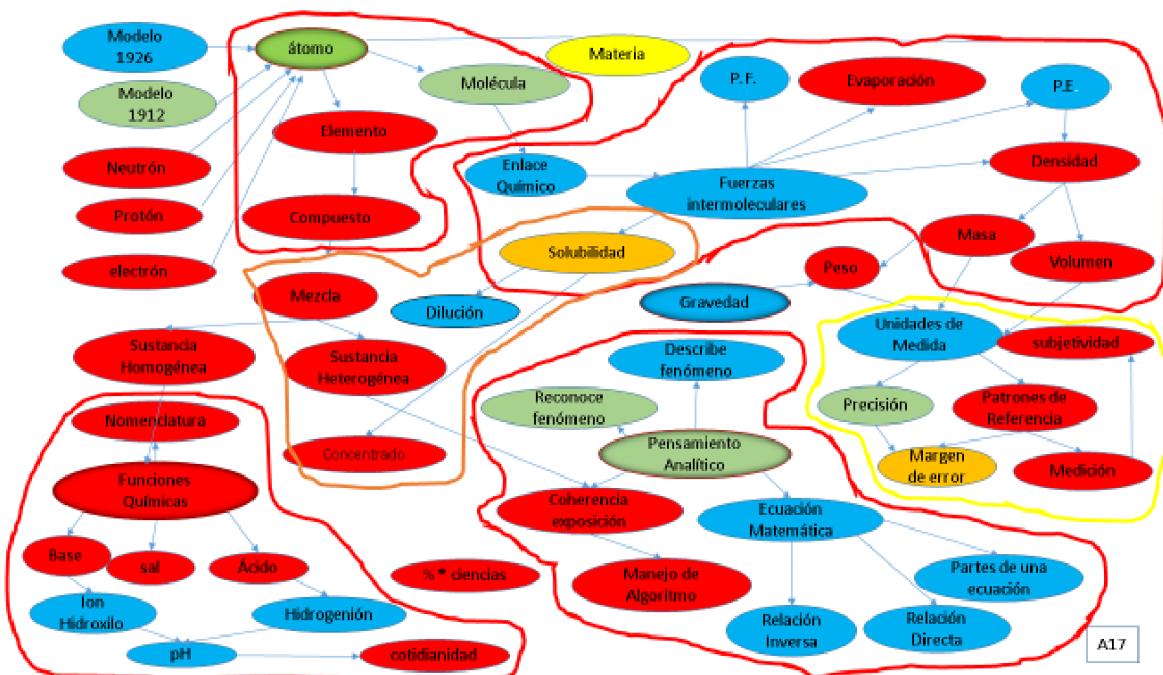 Modelo
1926
átomo
Materia
Molécula
P.F.
Evaporación
P.E.
Modelo
1912
Elemento
Neutrón
Enlace
Químico
Fuerzas
intermoleculares
Densidad
Protón
Compuesto
Solubilidad
Masa
Volumen
electrón
Mezcla
Dilución
Gravedad
Peso
Sustancia
Homogénea
Sustancia
Heterogénea
Describe
fenómeno
Unidades de
Medida
subjetividad
Reconoce
fenómeno
Precisión
Patrones de
Referencia
Nomenclatura
Concentrado
Pensamiento
Analítico
Margen
de error
Medición
Funciones
Químicas
Coherencia
exposición
Ecuación
Matemática
Base
sal
Ácido
% * ciencias
Manejo de
Algoritmo
Partes de una
ecuación
Ion
Hidroxilo
Hidrogenión
Relación
Inversa
Relación
Directa
pH
cotidianidad
A17